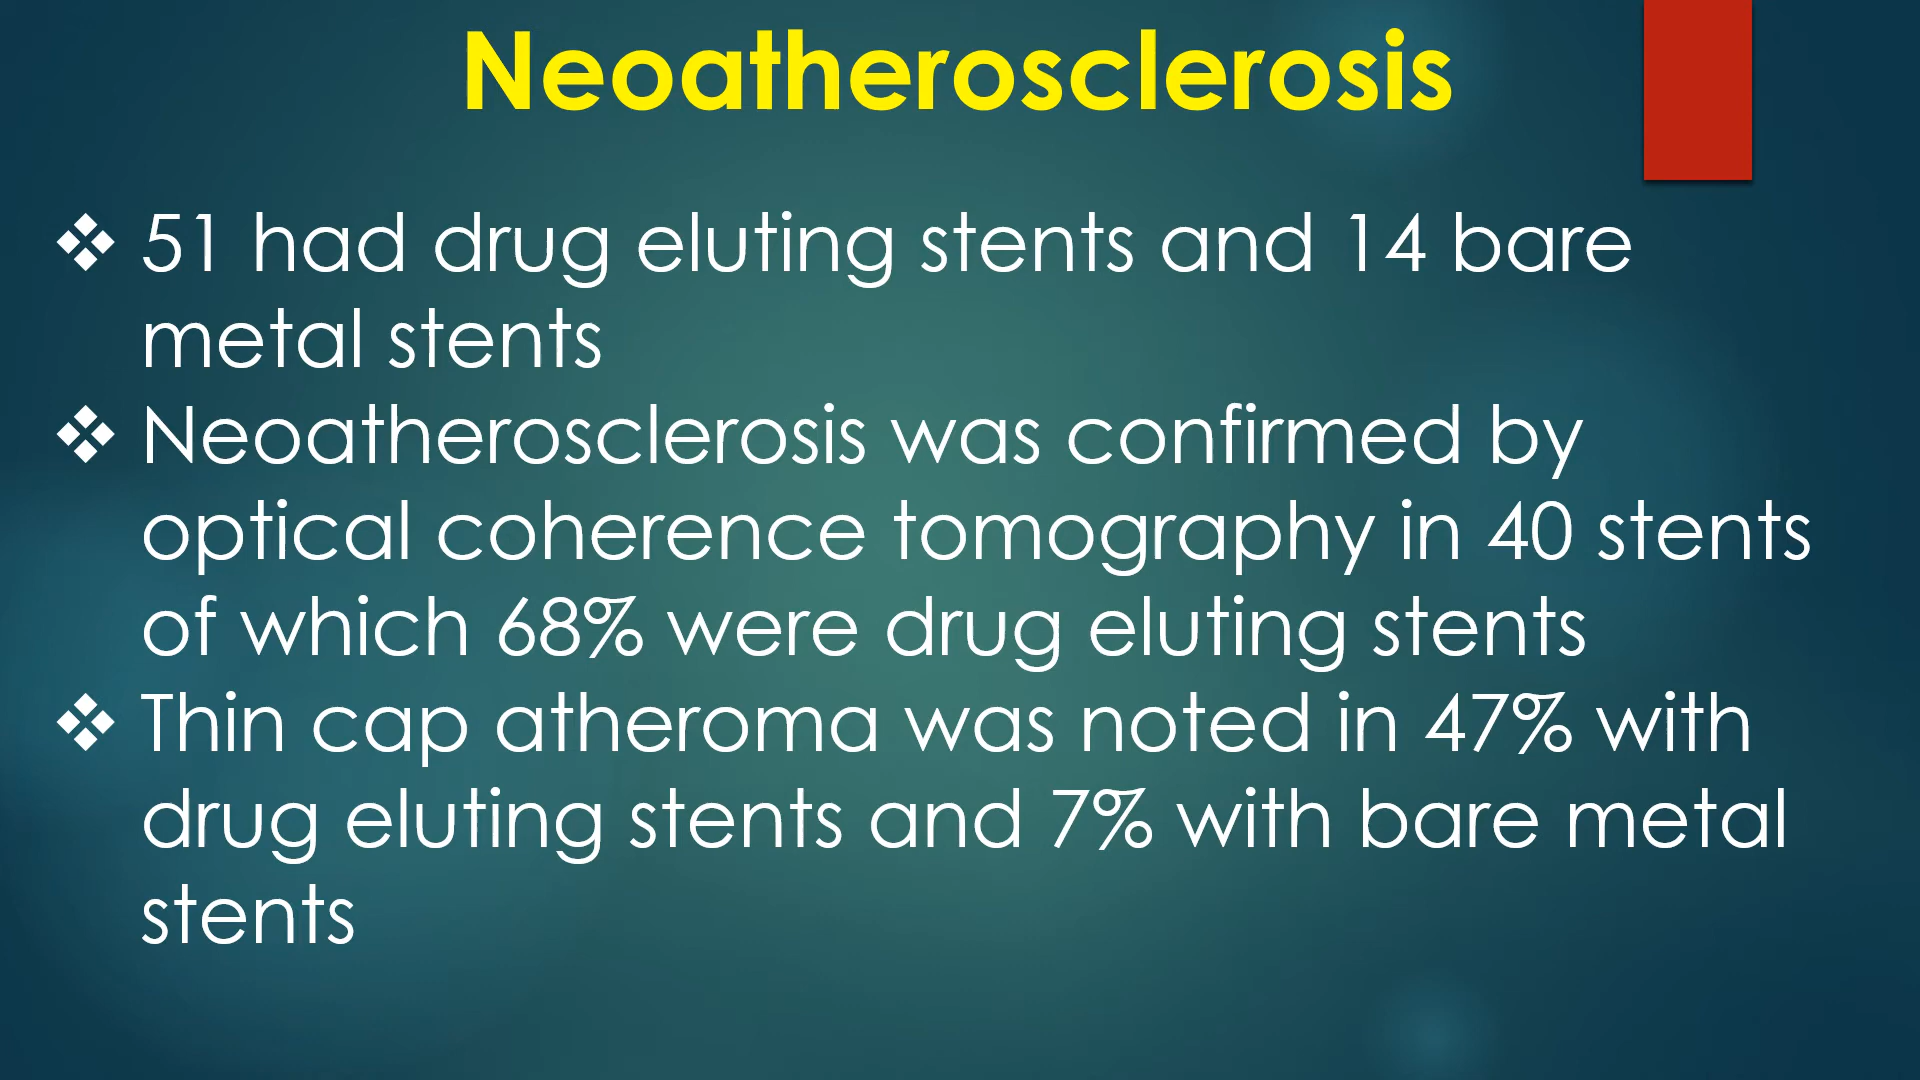 Neoatherosclerosis
❖ 51 had drug eluting stents and 14 bare
metal stents
❖ Neoatherosclerosis was confirmed by
optical coherence tomography in 40 stents
of which 68% were drug eluting stents
❖ Thin cap atheroma was noted in 47% with
drug eluting stents and 7% with bare metal
stents